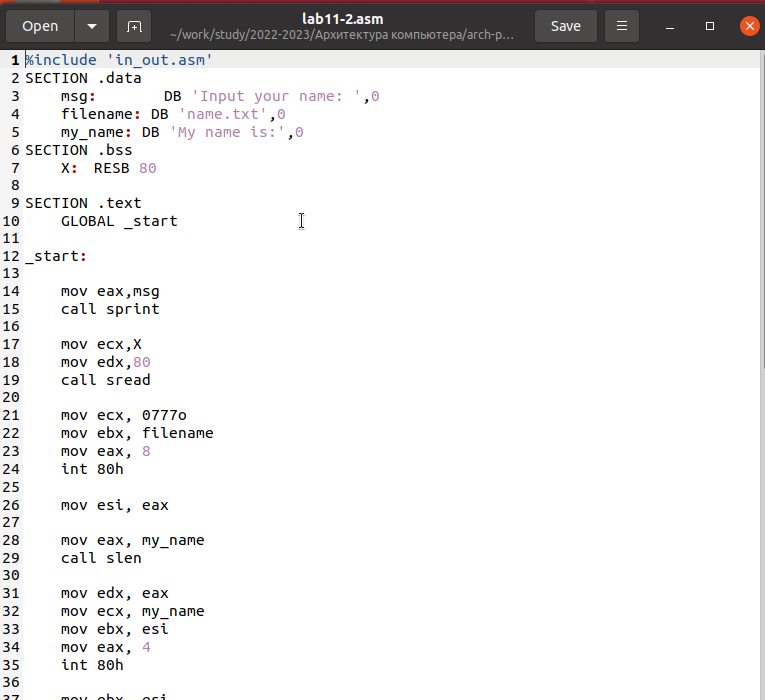 Open
lab11-2.asm
~/work/study/2022-2023/Архитектура компьютера/arch-p…
Save
1 %include 'in_out.asm'
2 SECTION .data
3     msg:        DB 'Input your name: ',0
4     filename: DB 'name.txt',0
5     my_name: DB 'My name is:',0
6 SECTION .bss
7     X:  RESB 80
8
9 SECTION .text
10     GLOBAL _start
11
12 _start:
13
14     mov eax,msg
15     call sprint
16
17     mov ecx,X
18     mov edx,80
19     call sread
20
21     mov ecx, 0777o
22     mov ebx, filename
23     mov eax, 8
24     int 80h
25
26     mov esi, eax
27
28     mov eax, my_name
29     call slen
30
31     mov edx, eax
32     mov ecx, my_name
33     mov ebx, esi
34     mov eax, 4
35     int 80h
36
37     mov ebx, esi